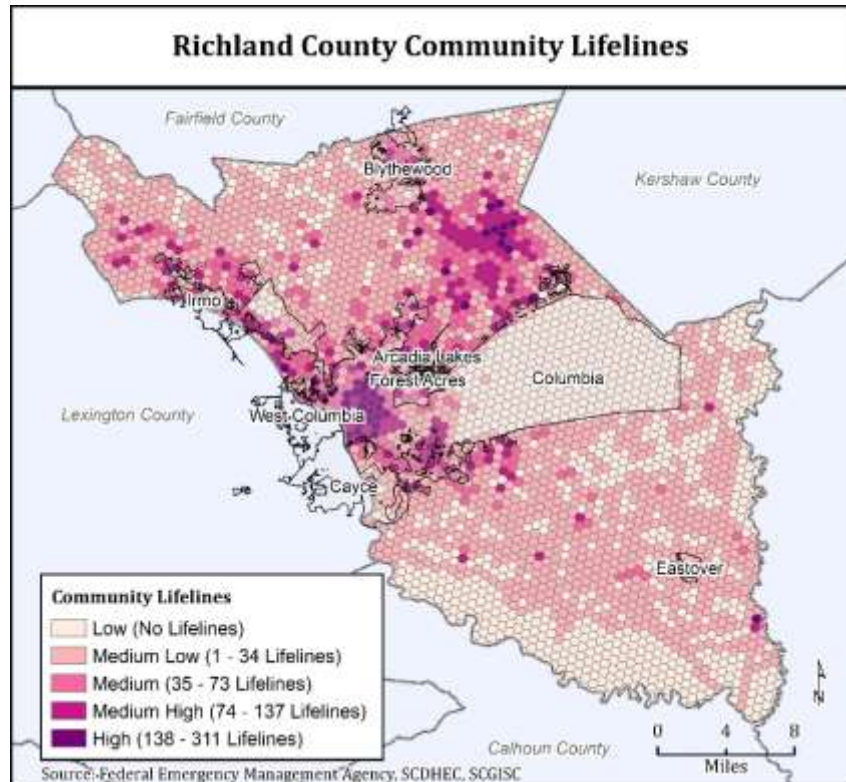 Richland County Community Lifelines
Fairfield County
Blythewood
Kershaw County
Irmo
Arcadia Lakes
Forest Acres
Columbia
Lexington County
West Columbia
Cayce
Eastover
Community Lifelines
Low (No Lifelines)
Medium Low (1 - 34 Lifelines)
Medium (35 - 73 Lifelines)
Medium High (74 - 137 Lifelines)
High (138 - 311 Lifelines)
N
0 4 8
Miles
Calhoun County
Source: Federal Emergency Management Agency, SCDHEC, SCGISC